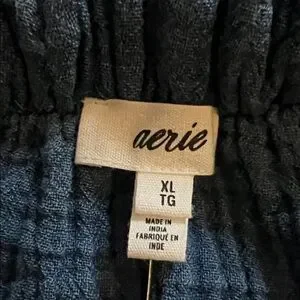 aerie
XL
TG
MADE IN
INDIA
FABRIQUÉ EN
INDE